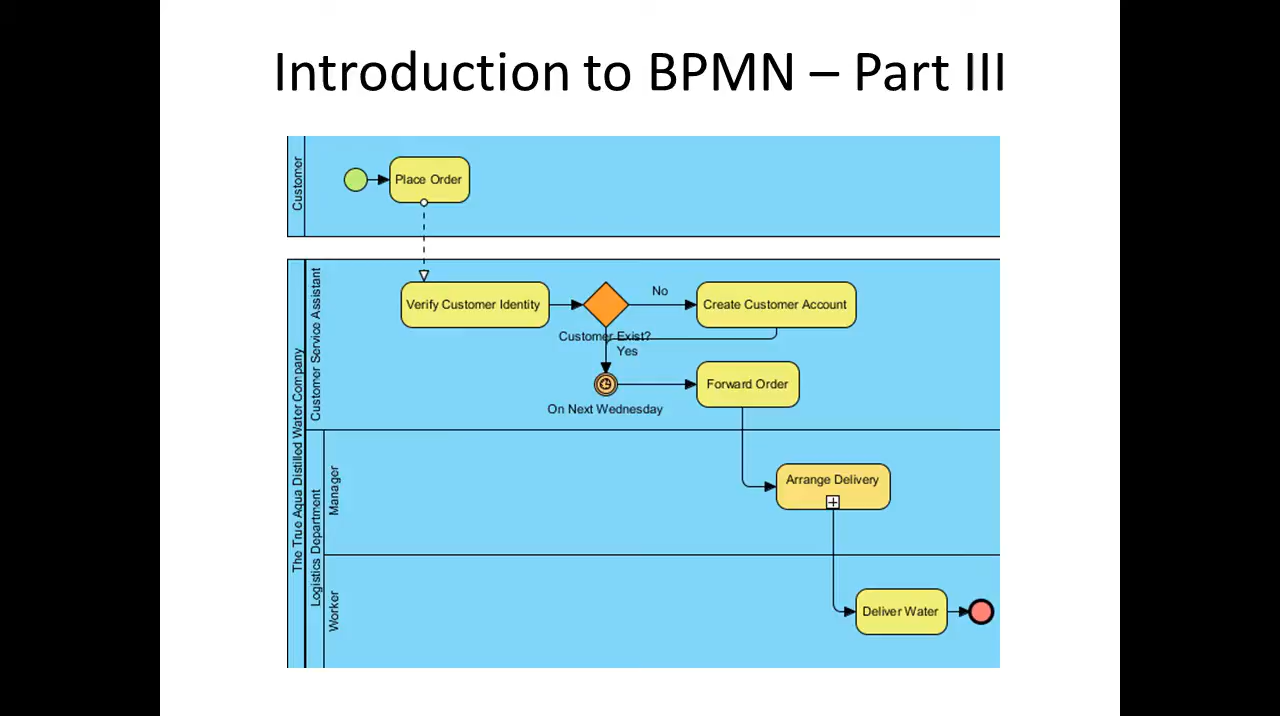 Introduction to BPMN – Part III
Customer
Place Order
The True Aqua Distilled Water Company
Customer Service Assistant
Verify Customer Identity
Customer Exist?
No
Create Customer Account
Yes
On Next Wednesday
Forward Order
Logistics Department
Manager
Arrange Delivery
Worker
Deliver Water